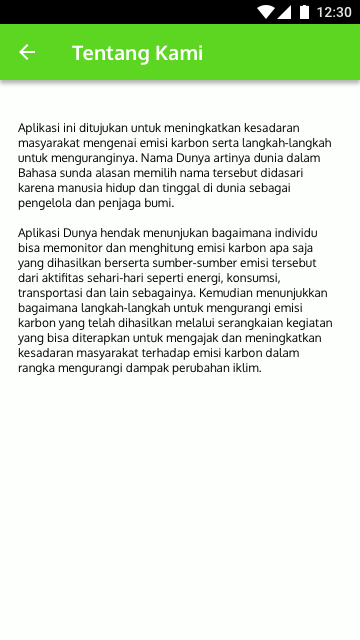 12:30
Tentang Kami
Aplikasi ini ditujukan untuk meningkatkan kesadaran
masyarakat mengenai emisi karbon serta langkah-langkah
untuk menguranginya. Nama Dunya artinya dunia dalam
Bahasa sunda alasan memilih nama tersebut didasari
karena manusia hidup dan tinggal di dunia sebagai
pengelola dan penjaga bumi.
Aplikasi Dunya hendak menunjukan bagaimana individu
bisa memonitor dan menghitung emisi karbon apa saja
yang dihasilkan berserta sumber-sumber emisi tersebut
dari aktifitas sehari-hari seperti energi, konsumsi,
transportasi dan lain sebagainya. Kemudian menunjukkan
bagaimana langkah-langkah untuk mengurangi emisi
karbon yang telah dihasilkan melalui serangkaian kegiatan
yang bisa diterapkan untuk mengajak dan meningkatkan
kesadaran masyarakat terhadap emisi karbon dalam
rangka mengurangi dampak perubahan iklim.